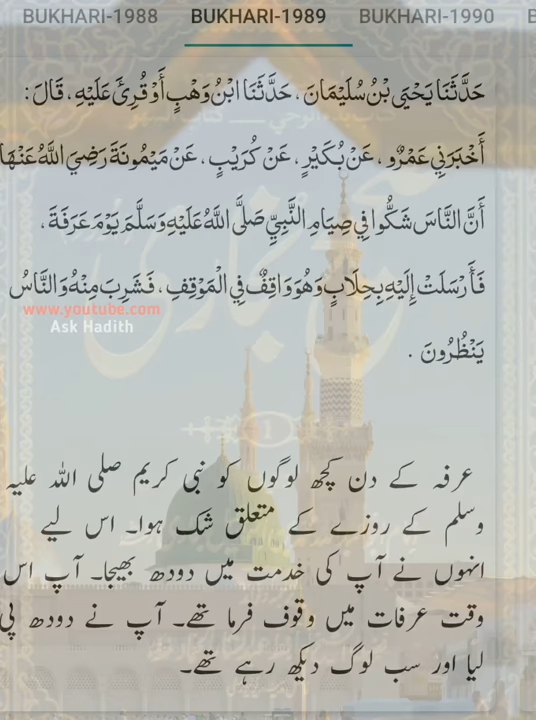 BUKHARI-1988 BUKHARI-1989 BUKHARI-1990
حَدَّثَنَا يَحْيَى بْنُ سُلَيْمَانَ ، حَدَّثَنَا ابْنُ وَهْبٍ أَوْ قُرِئَ عَلَيْهِ ، قَالَ :
أَخْبَرَنِي عَمْرٌو ، عَنْ بُكَيْرٍ ، عَنْ كُرَيْبٍ ، عَنْ مَيْمُونَةَ رَضِيَ اللَّهُ عَنْهَا
أَنَّ النَّاسَ شَكُّوا فِي صِيَامِ النَّبِيِّ صَلَّى اللَّهُ عَلَيْهِ وَسَلَّمَ يَوْمَ عَرَفَةَ ،
فَأَرْسَلَتْ إِلَيْهِ بِحِلَابٍ وَهُوَ وَاقِفٌ فِي الْمَوْقِفِ ، فَشَرِبَ مِنْهُ وَالنَّاسُ
www.youtube.com
Ask Hadith
يَنْظُرُونَ .
عرفہ کے دن کچھ لوگوں کو نبی کریم صلی اللہ علیہ
وسلم کے روزے کے متعلق شک ہوا۔ اس لیے
انہوں نے آپ کی خدمت میں دودھ بھیجا۔ آپ اس
وقت عرفات میں وقوف فرما تھے۔ آپ نے دودھ پی
لیا اور سب لوگ دیکھ رہے تھے۔